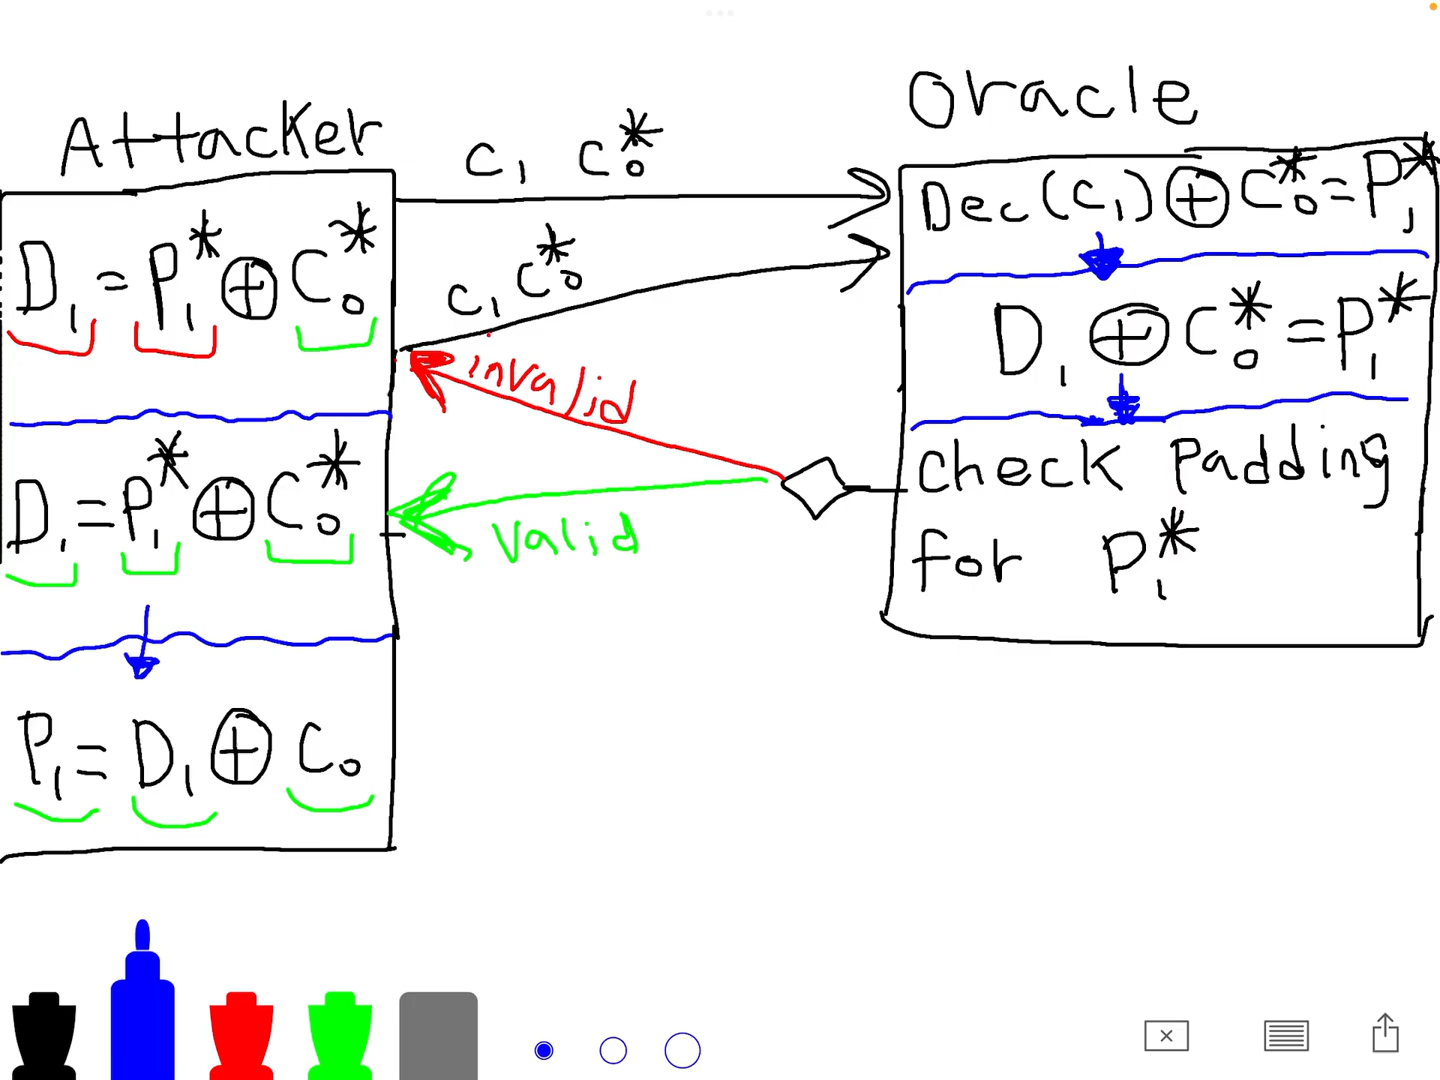 Attacker
D₁ = P₁* ⊕ C₀*
D₁ = P₁* ⊕ C₀*
P₁ = D₁ ⊕ C₀
C₁ C₀*
C₁ C₀*
invalid
valid
Oracle
Dec(C₁) ⊕ C₀* = P₁*
D₁ ⊕ C₀* = P₁*
check padding
for P₁*